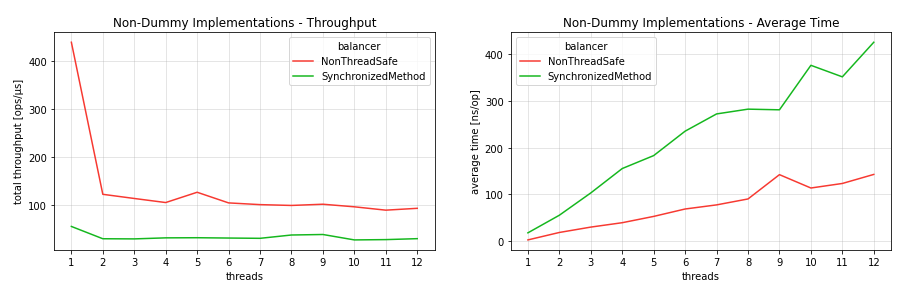 Non-Dummy Implementations - Throughput
total throughput [ops/µs]
400
300
200
100
balancer
NonThreadSafe
SynchronizedMethod
1 2 3 4 5 6 7 8 9 10 11 12
threads
Non-Dummy Implementations - Average Time
average time [ns/op]
400
300
200
100
0
balancer
NonThreadSafe
SynchronizedMethod
1 2 3 4 5 6 7 8 9 10 11 12
threads